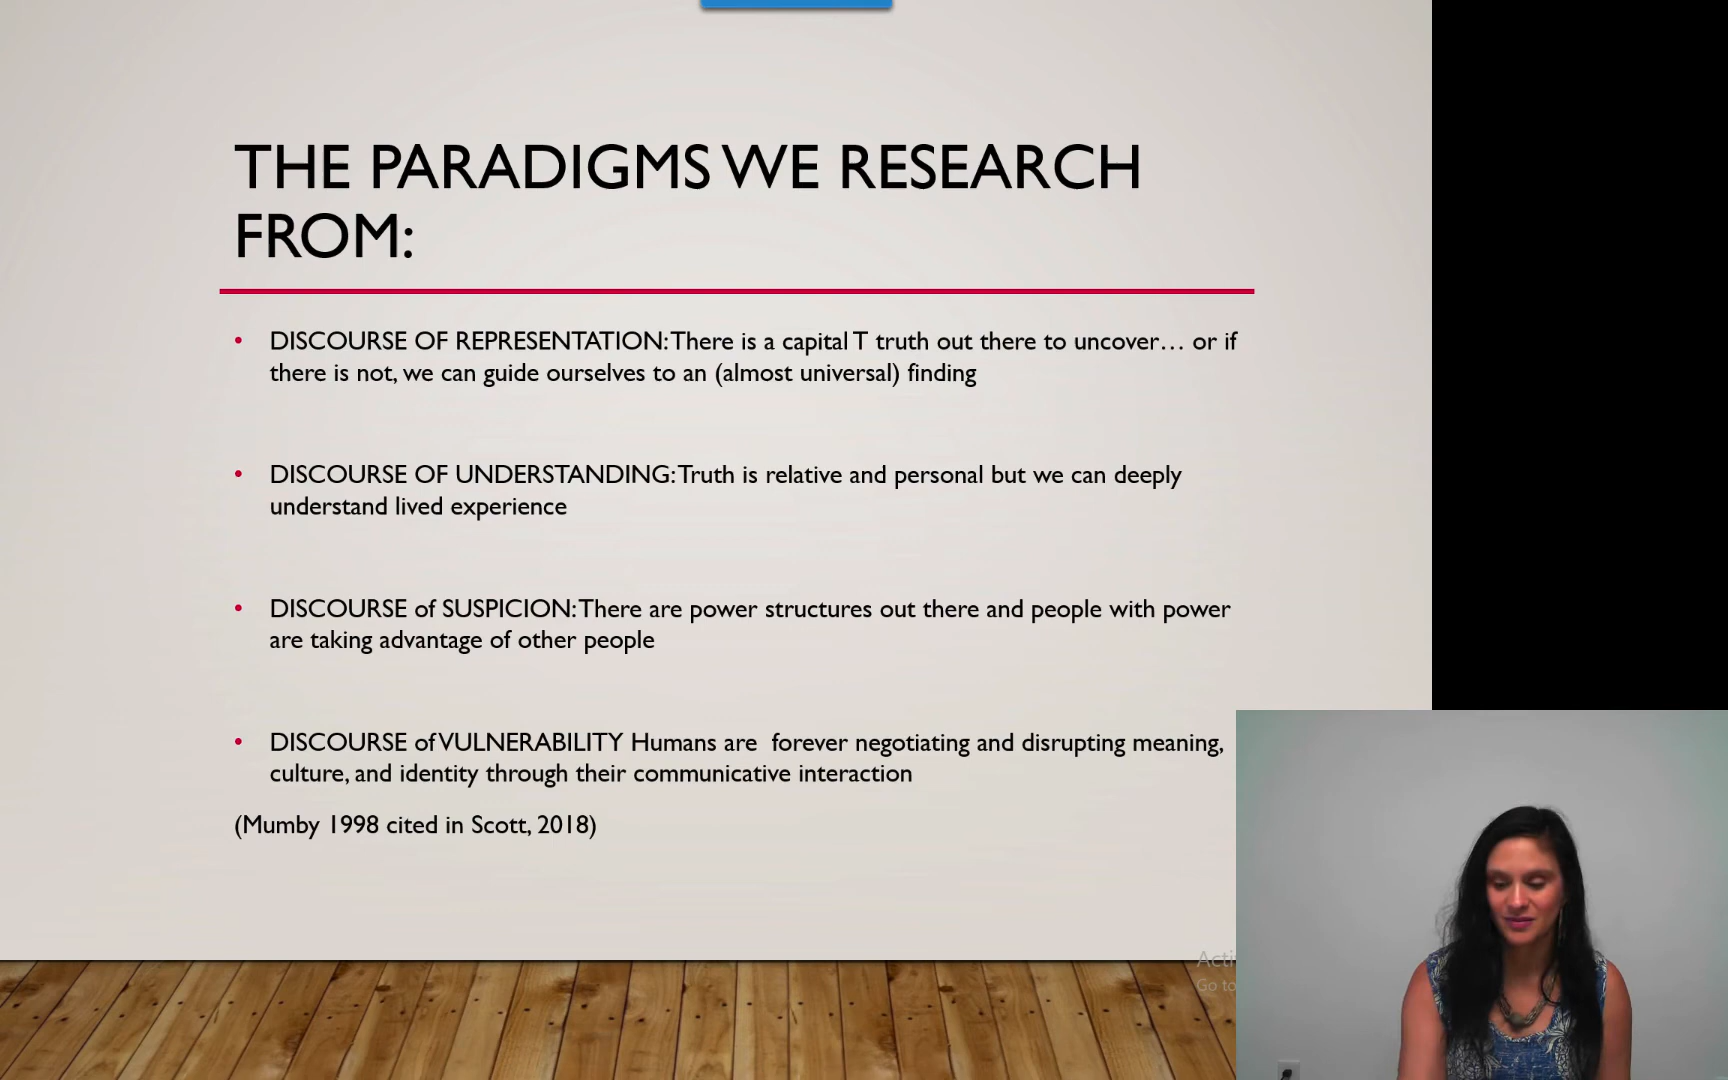 THE PARADIGMS WE RESEARCH
FROM:
• DISCOURSE OF REPRESENTATION: There is a capital T truth out there to uncover… or if
there is not, we can guide ourselves to an (almost universal) finding
• DISCOURSE OF UNDERSTANDING: Truth is relative and personal but we can deeply
understand lived experience
• DISCOURSE of SUSPICION: There are power structures out there and people with power
are taking advantage of other people
• DISCOURSE of VULNERABILITY Humans are  forever negotiating and disrupting meaning,
culture, and identity through their communicative interaction
(Mumby 1998 cited in Scott, 2018)
Go to